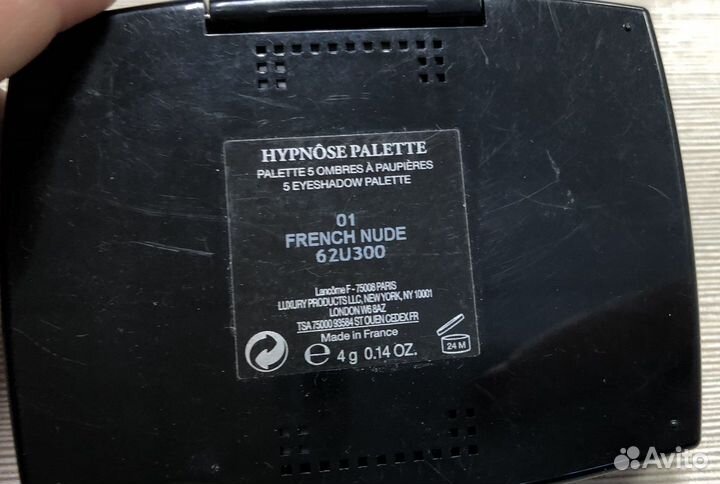 HYPNÔSE PALETTE
PALETTE 5 OMBRES À PAUPIÈRES
5 EYESHADOW PALETTE
01
FRENCH NUDE
62U300
Lancôme F - 75008 PARIS
LUXURY PRODUCTS LLC, NEW YORK, NY 10001
LONDON W6 8AZ
TSA 75000 93584 ST OUEN CEDEX FR
Made in France
e 4 g 0.14 OZ.
24 M
Avito